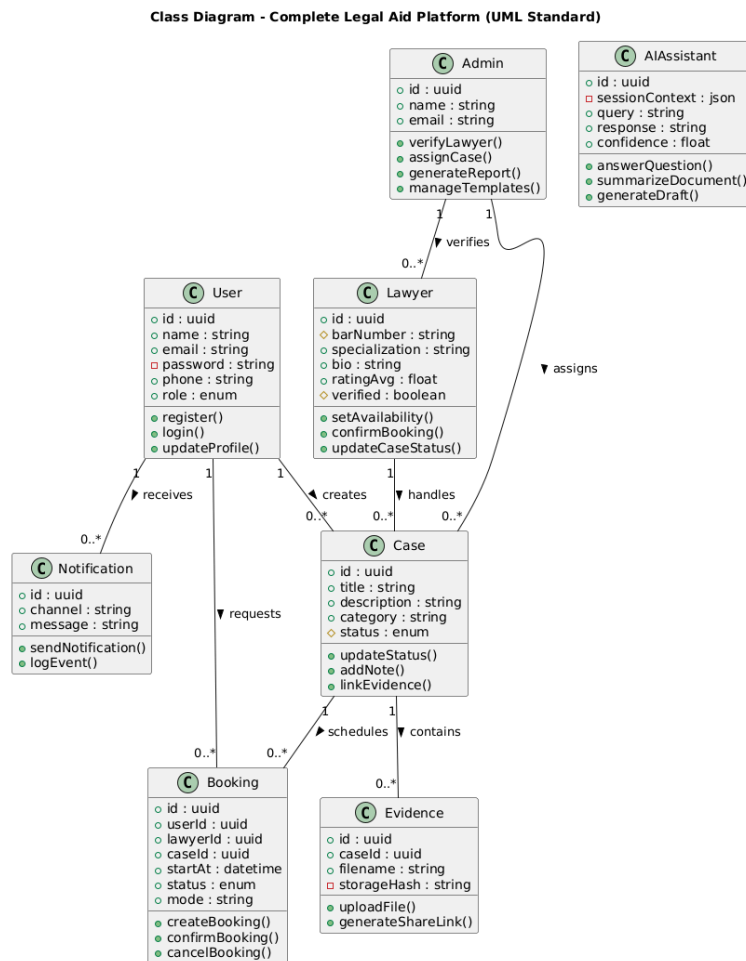 Class Diagram - Complete Legal Aid Platform (UML Standard)
C Admin
id : uuid
name : string
email : string
verifyLawyer()
assignCase()
generateReport()
manageTemplates()
C AIAssistant
id : uuid
sessionContext : json
query : string
response : string
confidence : float
answerQuestion()
summarizeDocument()
generateDraft()
1
1
verifies
0..*
C User
id : uuid
name : string
email : string
password : string
phone : string
role : enum
register()
login()
updateProfile()
C Lawyer
id : uuid
barNumber : string
specialization : string
bio : string
ratingAvg : float
verified : boolean
setAvailability()
confirmBooking()
updateCaseStatus()
assigns
1
1
1
1
receives
creates
handles
0..*
0..*
0..*
0..*
C Notification
id : uuid
channel : string
message : string
sendNotification()
logEvent()
requests
C Case
id : uuid
title : string
description : string
category : string
status : enum
updateStatus()
addNote()
linkEvidence()
1
1
schedules
contains
0..*
0..*
0..*
C Booking
id : uuid
userId : uuid
lawyerId : uuid
caseId : uuid
startAt : datetime
status : enum
mode : string
createBooking()
confirmBooking()
cancelBooking()
C Evidence
id : uuid
caseId : uuid
filename : string
storageHash : string
uploadFile()
generateShareLink()